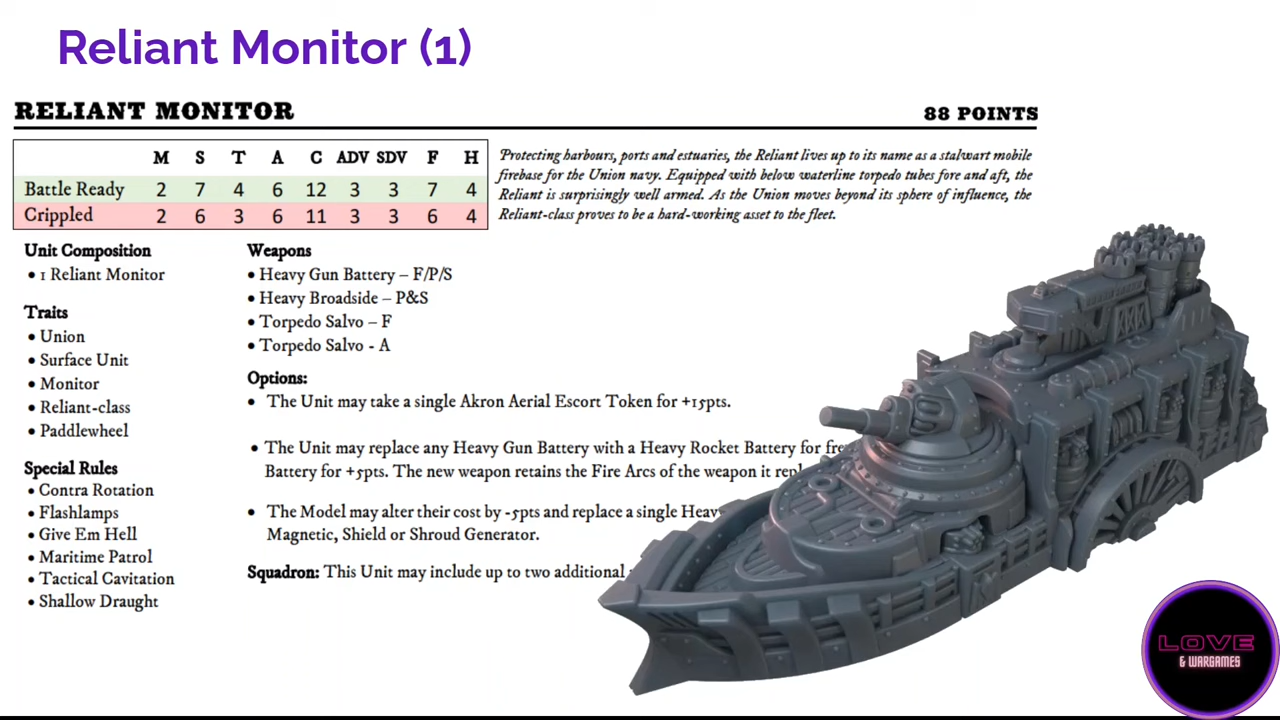 Reliant Monitor (1)
RELIANT MONITOR 88 POINTS
M S T A C ADV SDV F H
Battle Ready 2 7 4 6 12 3 3 7 4
Crippled 2 6 3 6 11 3 3 6 4
Protecting harbours, ports and estuaries, the Reliant lives up to its name as a stalwart mobile
firebase for the Union navy. Equipped with below waterline torpedo tubes fore and aft, the
Reliant is surprisingly well armed. As the Union moves beyond its sphere of influence, the
Reliant-class proves to be a hard-working asset to the fleet.
Unit Composition
• 1 Reliant Monitor
Traits
• Union
• Surface Unit
• Monitor
• Reliant-class
• Paddlewheel
Special Rules
• Contra Rotation
• Flashlamps
• Give Em Hell
• Maritime Patrol
• Tactical Cavitation
• Shallow Draught
Weapons
• Heavy Gun Battery – F/P/S
• Heavy Broadside – P&S
• Torpedo Salvo – F
• Torpedo Salvo - A
Options:
• The Unit may take a single Akron Aerial Escort Token for +15pts.
• The Unit may replace any Heavy Gun Battery with a Heavy Rocket Battery for
Battery for +5pts. The new weapon retains the Fire Arcs of the weapon it
• The Model may alter their cost by -5pts and replace a single
Magnetic, Shield or Shroud Generator.
Squadron: This Unit may include up to two additional
LOVE
& WARGAMES